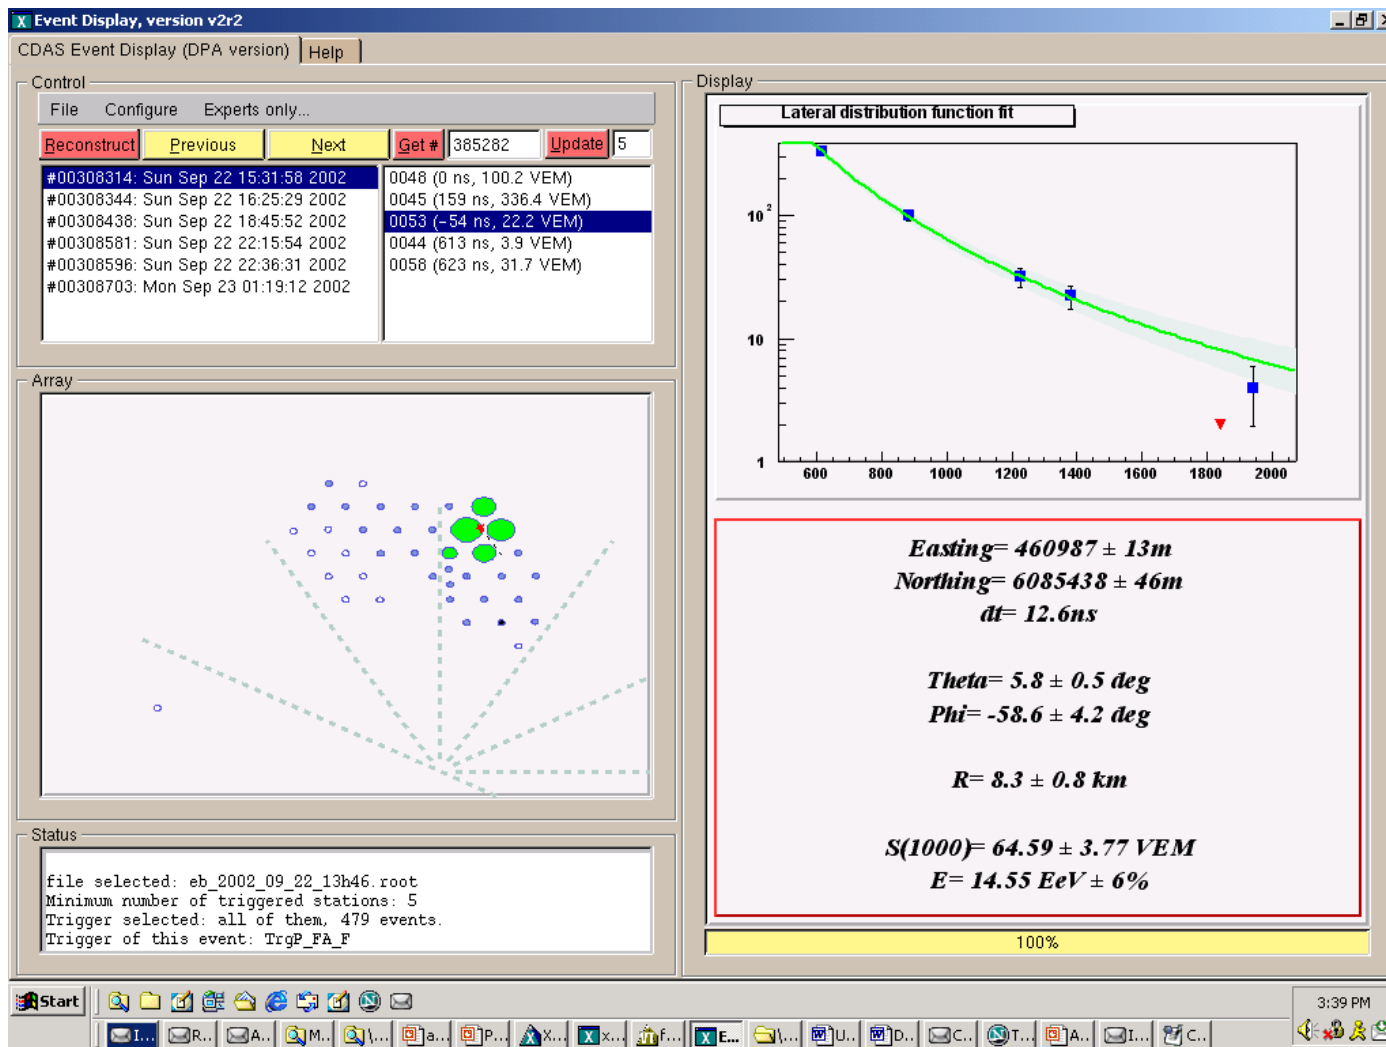 Event Display, version v2r2
CDAS Event Display (DPA version) Help
Control
File Configure Experts only...
Reconstruct Previous Next Get # 385282 Update 5
#00308314: Sun Sep 22 15:31:58 2002
#00308344: Sun Sep 22 16:25:29 2002
#00308438: Sun Sep 22 18:45:52 2002
#00308581: Sun Sep 22 22:15:54 2002
#00308596: Sun Sep 22 22:36:31 2002
#00308703: Mon Sep 23 01:19:12 2002
0048 (0 ns, 100.2 VEM)
0045 (159 ns, 336.4 VEM)
0053 (-54 ns, 22.2 VEM)
0044 (613 ns, 3.9 VEM)
0058 (623 ns, 31.7 VEM)
Array
Status
file selected: eb_2002_09_22_13h46.root
Minimum number of triggered stations: 5
Trigger selected: all of them, 479 events.
Trigger of this event: TrgP_FA_F
Display
Lateral distribution function fit
10 2
10
1
600 800 1000 1200 1400 1600 1800 2000
Easting= 460987 ± 13m
Northing= 6085438 ± 46m
dt= 12.6ns
Theta= 5.8 ± 0.5 deg
Phi= -58.6 ± 4.2 deg
R= 8.3 ± 0.8 km
S(1000)= 64.59 ± 3.77 VEM
E= 14.55 EeV ± 6%
100%
Start
3:39 PM
I... R... A... M... \... a... P... X... x... f... E... \... U... D... C... T... A... I... C...